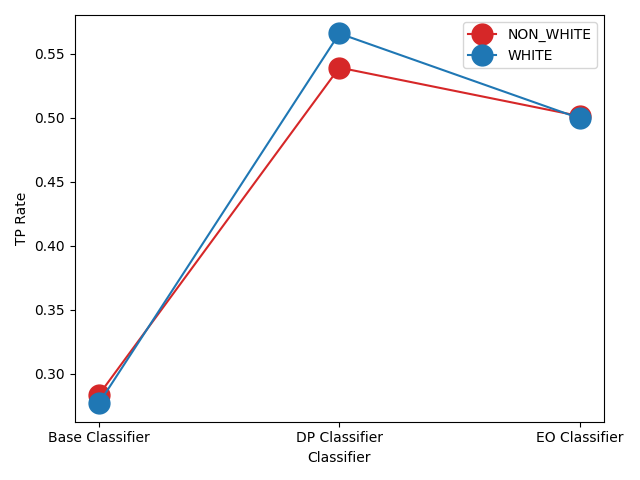 NON_WHITE
WHITE
TP Rate
0.55
0.50
0.45
0.40
0.35
0.30
Base Classifier
DP Classifier
EO Classifier
Classifier